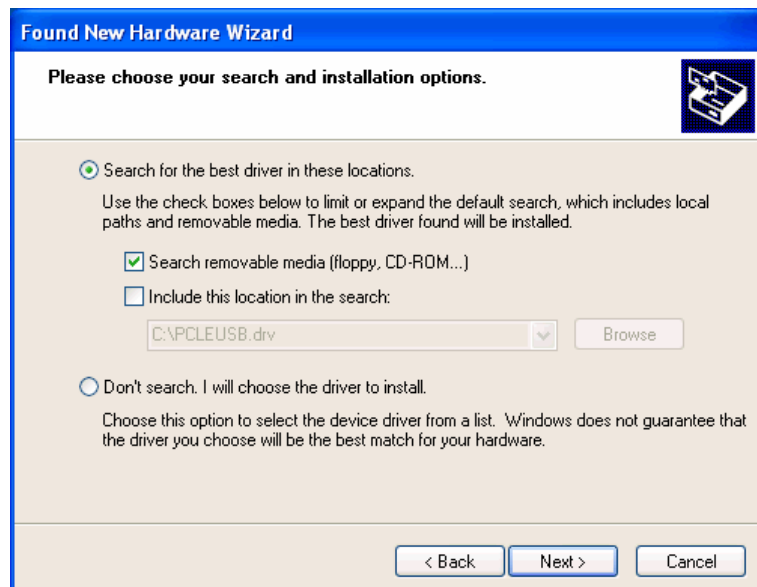 Found New Hardware Wizard
Please choose your search and installation options.
Search for the best driver in these locations.
Use the check boxes below to limit or expand the default search, which includes local
paths and removable media. The best driver found will be installed.
Search removable media (floppy, CD-ROM...)
Include this location in the search:
C:\PCLEUSB.drv
Browse
Don't search. I will choose the driver to install.
Choose this option to select the device driver from a list. Windows does not guarantee that
the driver you choose will be the best match for your hardware.
< Back Next > Cancel